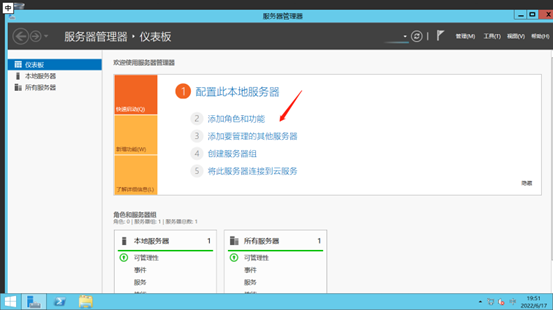 中
服务器管理器
服务器管理器 › 仪表板
管理(M) 工具(T) 视图(V) 帮助(H)
仪表板
本地服务器
所有服务器
欢迎使用服务器管理器
快速启动(Q)
新增功能(W)
了解详细信息(L)
1 配置此本地服务器
2 添加角色和功能
3 添加要管理的其他服务器
4 创建服务器组
5 将此服务器连接到云服务
隐藏
角色和服务器组
角色: 0 | 服务器组: 1 | 服务器总数: 1
本地服务器 1
可管理性
事件
服务
所有服务器 1
可管理性
事件
服务
19:51
2022/6/17